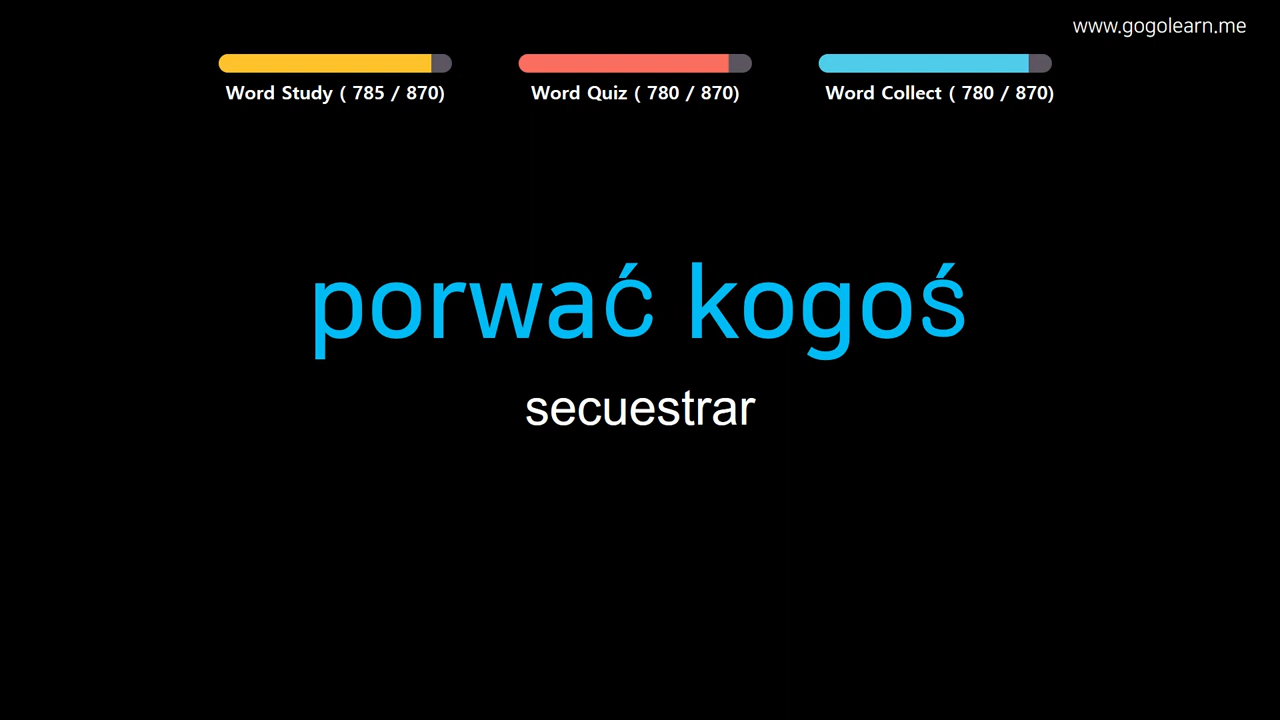 www.gogolearn.me
Word Study ( 785 / 870)
Word Quiz ( 780 / 870)
Word Collect ( 780 / 870)
porwać kogoś
secuestrar